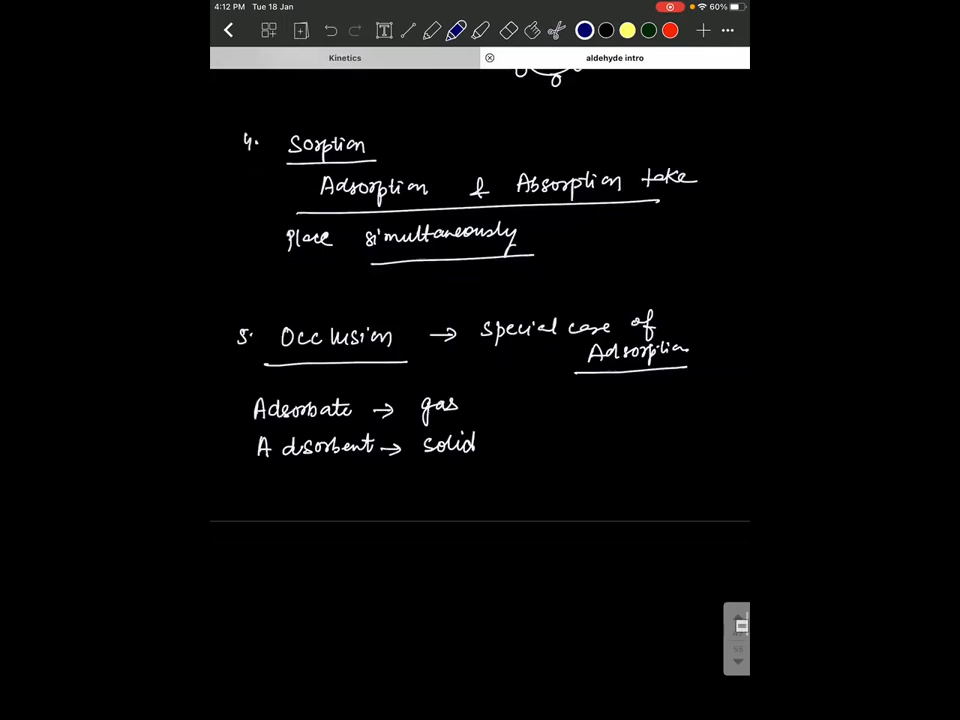 4:12 PM Tue 18 Jan
60%
Kinetics
aldehyde intro
4. Sorption
Adsorption & Absorption take
place simultaneously
5. Occlusion → special case of
Adsorption
Adsorbate → gas
Adsorbent → solid